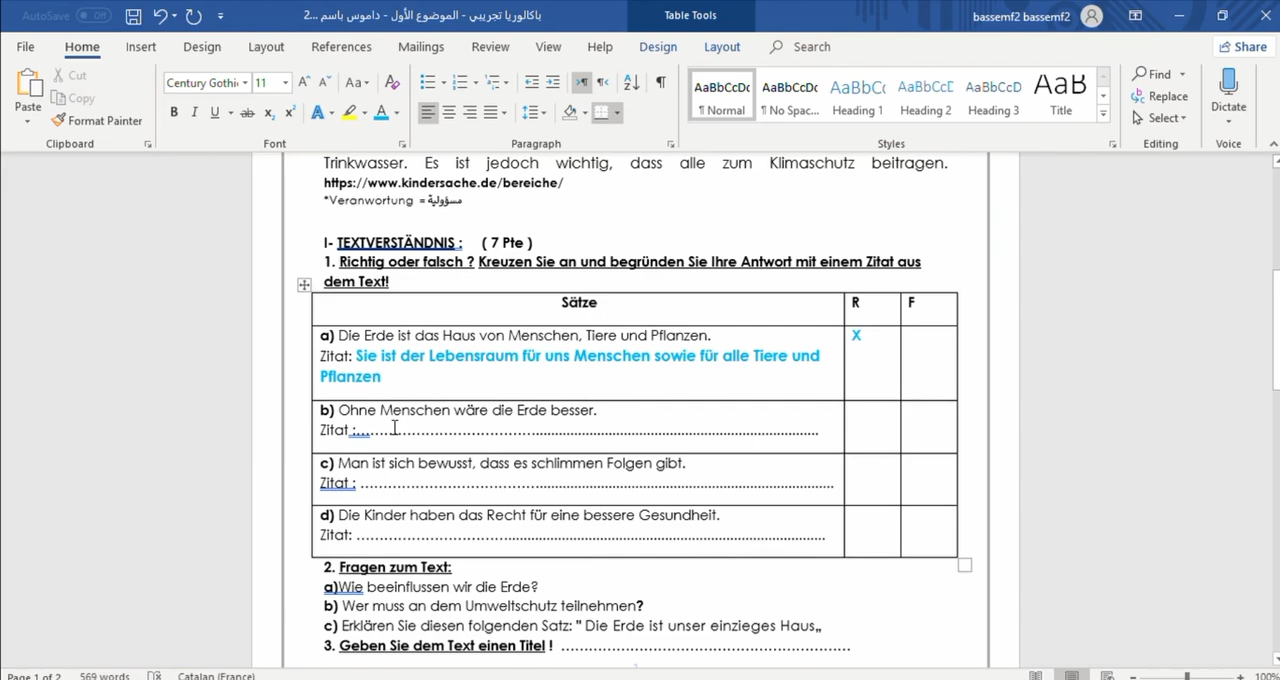 AutoSave Off
باكالوريا تجريبي - الموضوع الأول - داموس باسم ...2
Table Tools
bassemf2 bassemf2
File Home Insert Design Layout References Mailings Review View Help Design Layout Search Share
Paste
Cut
Copy
Format Painter
Clipboard
Century Gothi 11
Font
Paragraph
AaBbCcDc AaBbCcDc AaBbCc AaBbCcD AaBbCcD AaB
¶ Normal ¶ No Spac... Heading 1 Heading 2 Heading 3 Title
Styles
Find
Replace
Select
Editing
Dictate
Voice
Trinkwasser. Es ist jedoch wichtig, dass alle zum Klimaschutz beitragen.
https://www.kindersache.de/bereiche/
*Veranwortung = مسؤولية
I- TEXTVERSTÄNDNIS : ( 7 Pte )
1. Richtig oder falsch ? Kreuzen Sie an und begründen Sie Ihre Antwort mit einem Zitat aus
dem Text!
Sätze R F
a) Die Erde ist das Haus von Menschen, Tiere und Pflanzen. X
Zitat: Sie ist der Lebensraum für uns Menschen sowie für alle Tiere und
Pflanzen
b) Ohne Menschen wäre die Erde besser.
Zitat :..........
c) Man ist sich bewusst, dass es schlimmen Folgen gibt.
Zitat : ..........
d) Die Kinder haben das Recht für eine bessere Gesundheit.
Zitat: ..........
2. Fragen zum Text:
a)Wie beeinflussen wir die Erde?
b) Wer muss an dem Umweltschutz teilnehmen?
c) Erklären Sie diesen folgenden Satz: " Die Erde ist unser einzieges Haus„
3. Geben Sie dem Text einen Titel ! ..........
Page 1 of 2 569 words Catalan (France) 100%